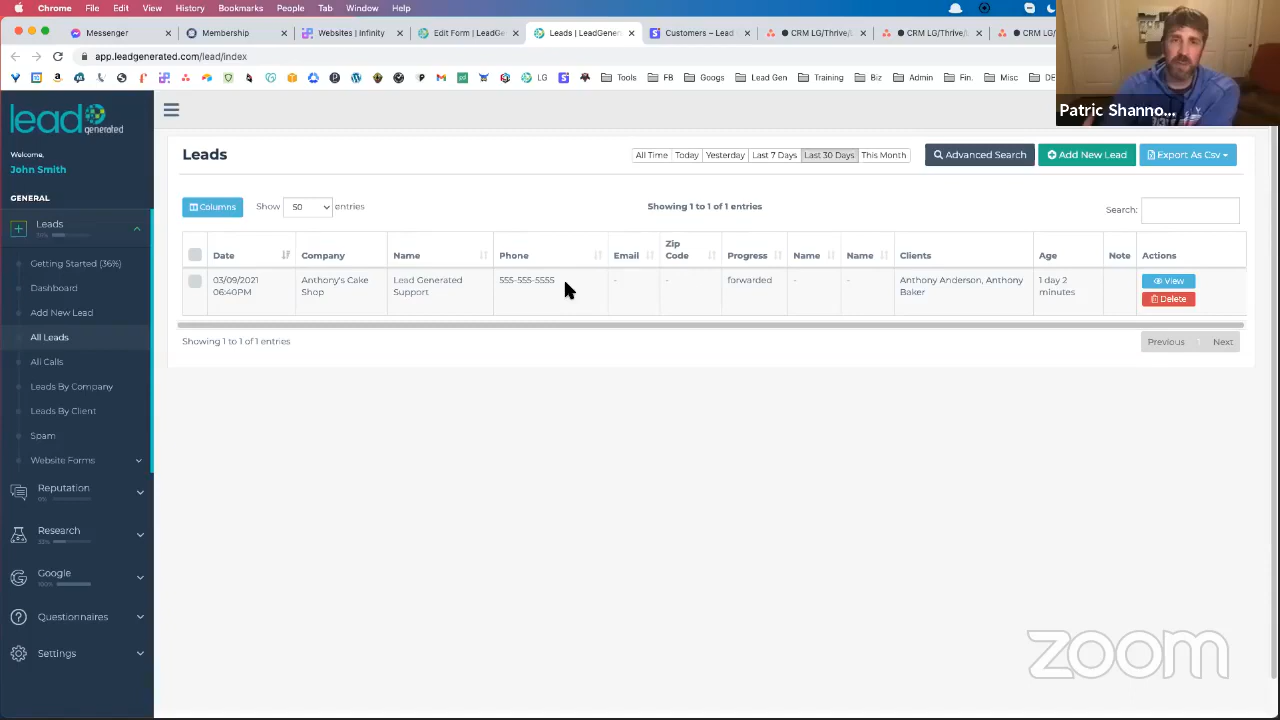 Chrome File Edit View History Bookmarks People Tab Window Help
Messenger
Membership
Websites | Infinity
Edit Form | LeadGe
Leads | LeadGener
Customers – Lead
CRM LG/Thrive/
CRM LG/Thrive/
CRM LG/
app.leadgenerated.com/lead/index
LG
Tools
FB
Googs
Lead Gen
Training
Biz
Admin
Fin.
Misc
Patric Shanno...
lead generated
Welcome,
John Smith
GENERAL
Leads
36%
Getting Started (36%)
Dashboard
Add New Lead
All Leads
All Calls
Leads By Company
Leads By Client
Spam
Website Forms
Reputation
0%
Research
Google
100%
Questionnaires
Settings
Leads
All Time Today Yesterday Last 7 Days Last 30 Days This Month
Advanced Search
Add New Lead
Export As Csv
Columns
Show 50 entries
Showing 1 to 1 of 1 entries
Search:
Date Company Name Phone Email Zip Code Progress Name Name Clients Age Note Actions
03/09/2021 Anthony's Cake Lead Generated 555-555-5555 - - forwarded - - Anthony Anderson, Anthony 1 day 2 View
06:40PM Shop Support Baker minutes Delete
Showing 1 to 1 of 1 entries
Previous 1 Next
zoom